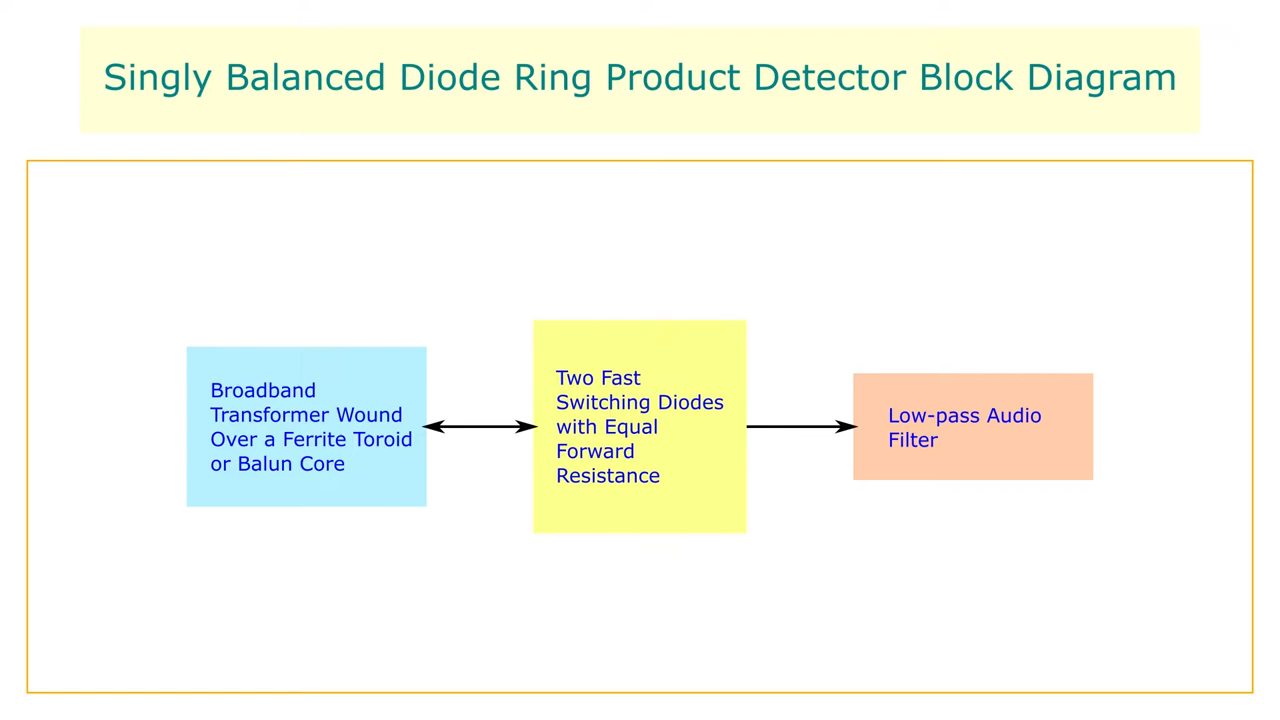 Singly Balanced Diode Ring Product Detector Block Diagram
Broadband
Transformer Wound
Over a Ferrite Toroid
or Balun Core
Two Fast
Switching Diodes
with Equal
Forward
Resistance
Low-pass Audio
Filter